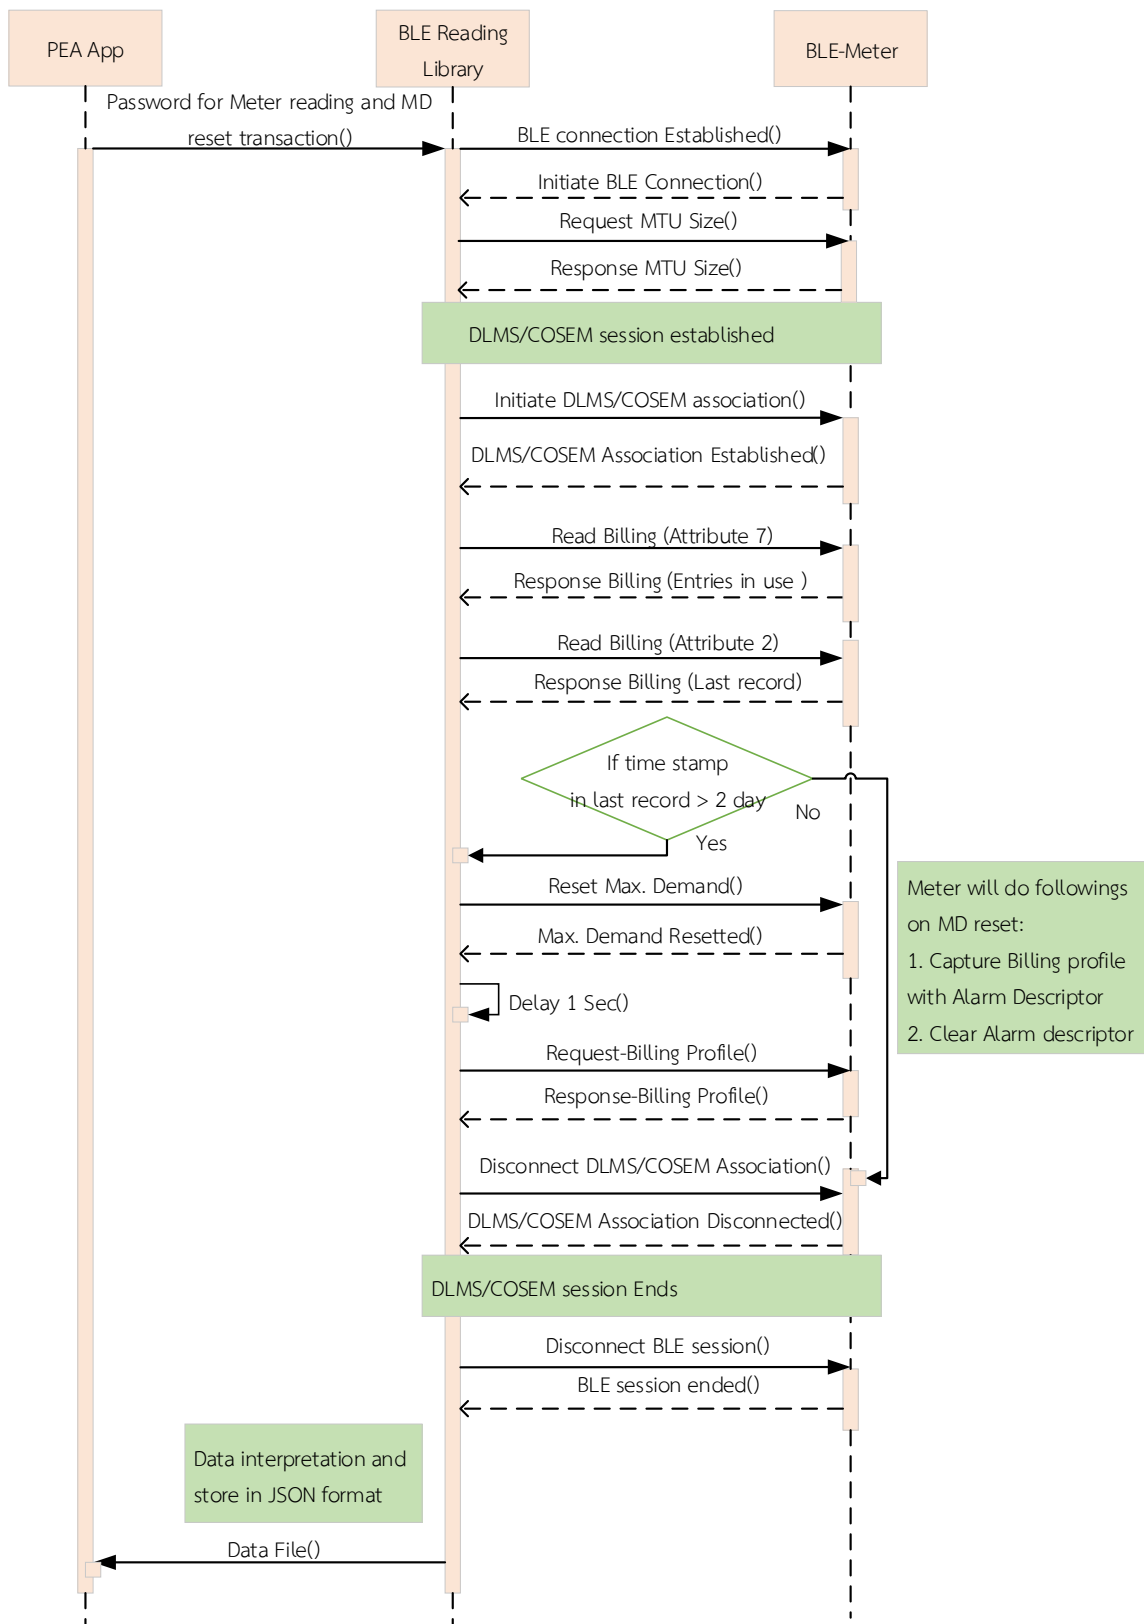 PEA App
BLE Reading
Library
BLE-Meter
Password for Meter reading and MD
reset transaction()
BLE connection Established()
Initiate BLE Connection()
Request MTU Size()
Response MTU Size()
DLMS/COSEM session established
Initiate DLMS/COSEM association()
DLMS/COSEM Association Established()
Read Billing (Attribute 7)
Response Billing (Entries in use )
Read Billing (Attribute 2)
Response Billing (Last record)
If time stamp
in last record > 2 day
No
Yes
Reset Max. Demand()
Max. Demand Resetted()
Delay 1 Sec()
Meter will do followings
on MD reset:
1. Capture Billing profile
with Alarm Descriptor
2. Clear Alarm descriptor
Request-Billing Profile()
Response-Billing Profile()
Disconnect DLMS/COSEM Association()
DLMS/COSEM Association Disconnected()
DLMS/COSEM session Ends
Disconnect BLE session()
BLE session ended()
Data interpretation and
store in JSON format
Data File()